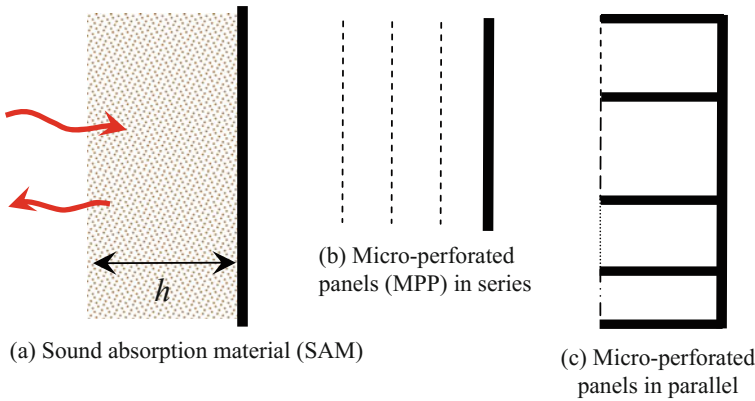 h
(a) Sound absorption material (SAM)
(b) Micro-perforated
panels (MPP) in series
(c) Micro-perforated
panels in parallel